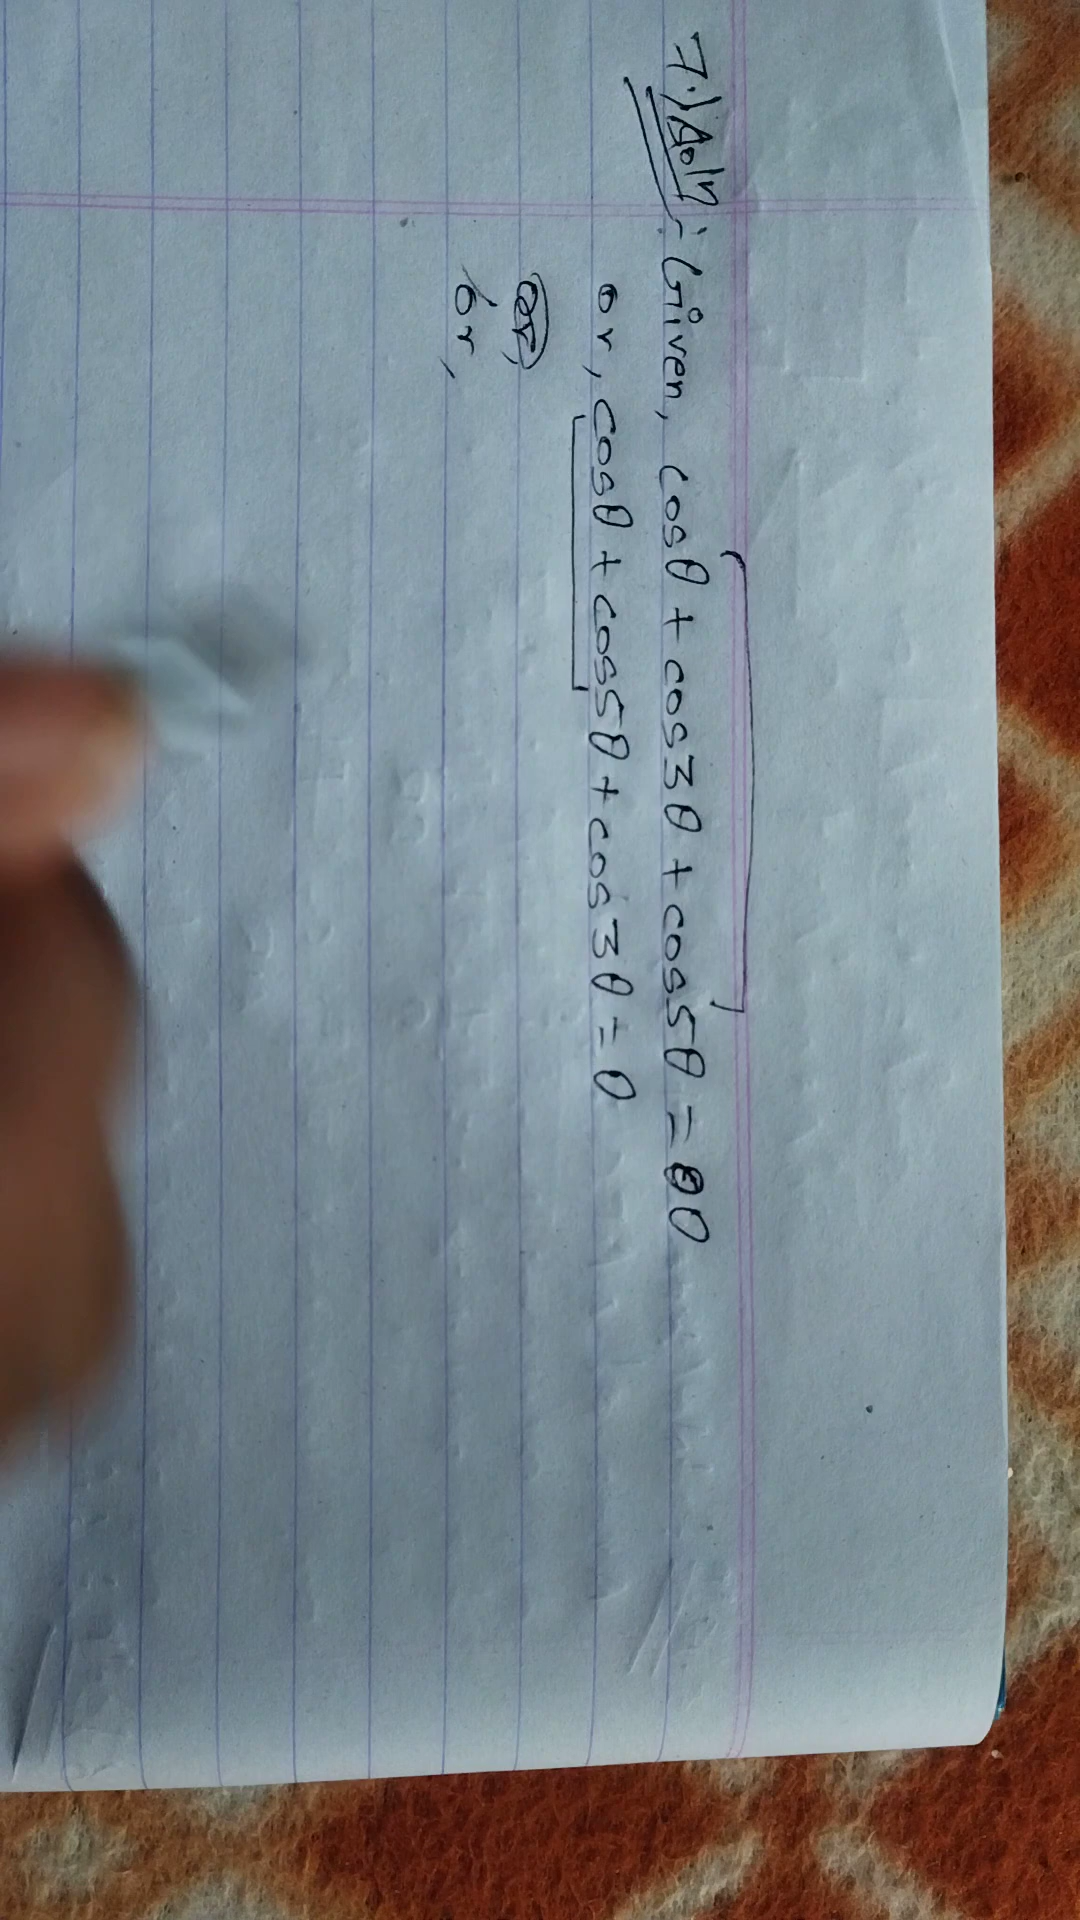 7.) Soln:- Given, cosθ + cos3θ + cos5θ = 0
or, cosθ + cos5θ + cos3θ = 0
or,
or,